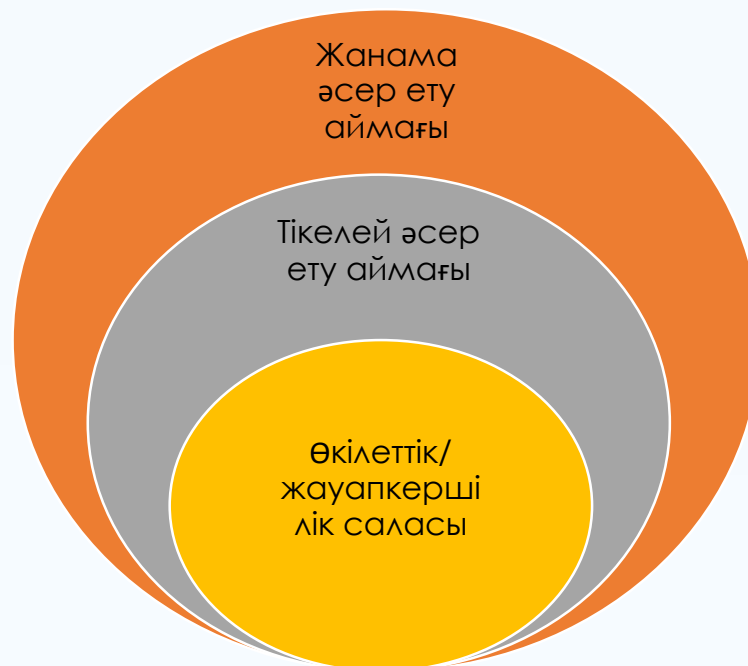 Жанама
әсер ету
аймағы
Тікелей әсер
ету аймағы
Өкілеттік/
жауапкерші
лік саласы